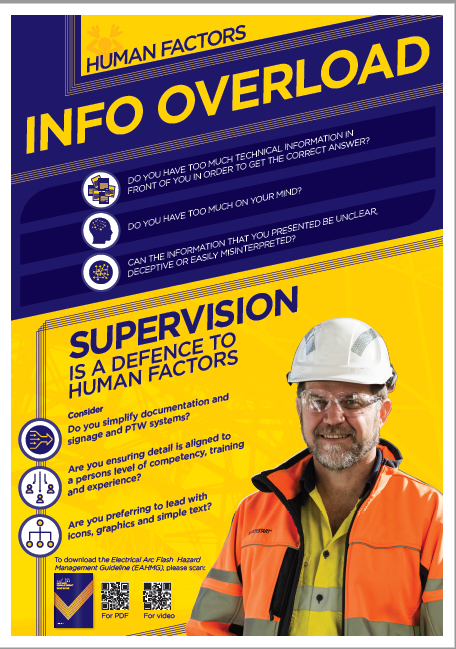 HUMAN FACTORS
INFO OVERLOAD
DO YOU HAVE TOO MUCH TECHNICAL INFORMATION IN
FRONT OF YOU IN ORDER TO GET THE CORRECT ANSWER?
DO YOU HAVE TOO MUCH ON YOUR MIND?
CAN THE INFORMATION THAT YOU PRESENTED BE UNCLEAR,
DECEPTIVE OR EASILY MISINTERPRETED?
SUPERVISION
IS A DEFENCE TO
HUMAN FACTORS
Consider
Do you simplify documentation and
signage and PTW systems?
Are you ensuring detail is aligned to
a persons level of competency, training
and experience?
Are you preferring to lead with
icons, graphics and simple text?
To download the Electrical Arc Flash Hazard
Management Guideline (EAHMG), please scan:
For PDF
For video